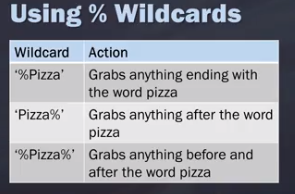 Using % Wildcards
Wildcard Action
‘%Pizza’ Grabs anything ending with
the word pizza
‘Pizza%’ Grabs anything after the word
pizza
‘%Pizza%’ Grabs anything before and
after the word pizza